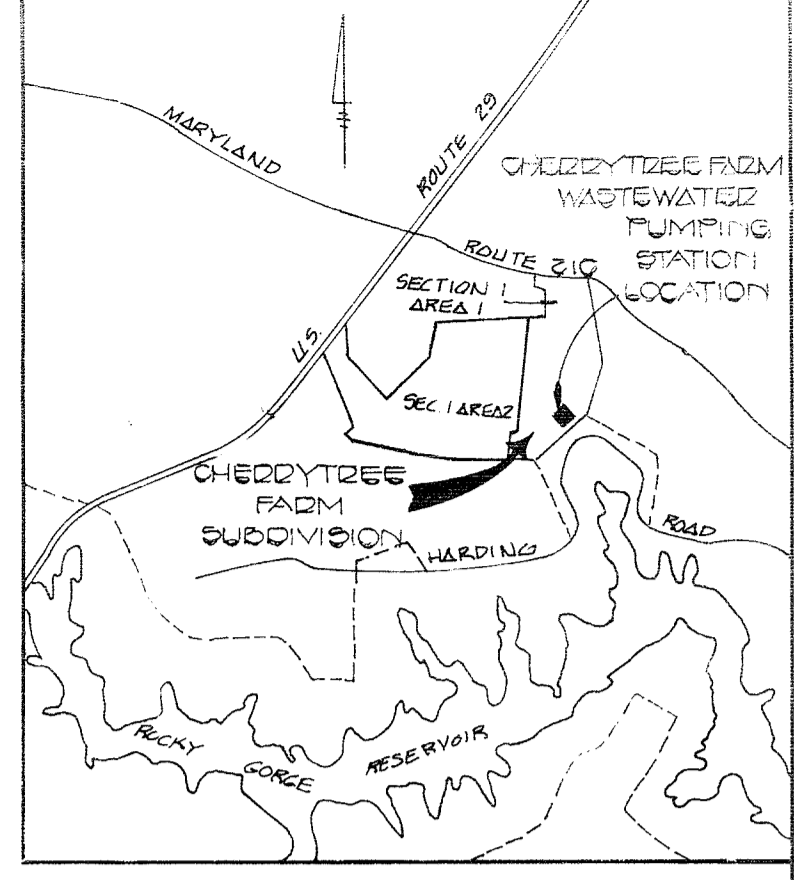 MARYLAND
ROUTE 29
CHERRYTREE FARM
WASTEWATER
PUMPING
STATION
LOCATION
ROUTE 216
SECTION 1
AREA 1
U.S.
SEC. 1 AREA 2
CHERRYTREE
FARM
SUBDIVISION
HARDING
ROAD
ROCKY
GORGE
RESERVOIR